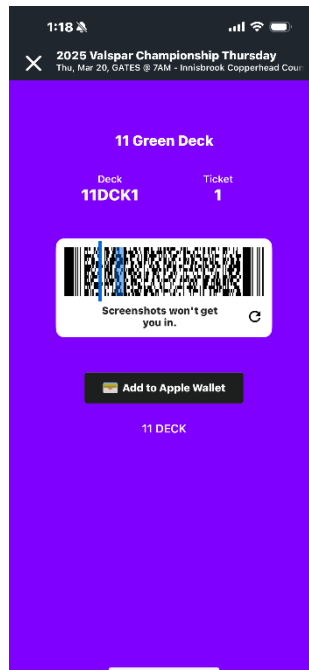 1:18
2025 Valspar Championship Thursday
Thu, Mar 20, GATES @ 7AM - Innisbrook Copperhead Cour
11 Green Deck
Deck Ticket
11DCK1 1
Screenshots won't get
you in.
Add to Apple Wallet
11 DECK